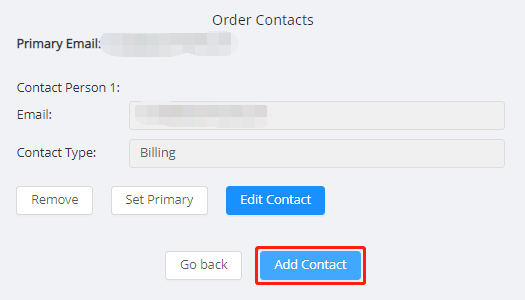 Order Contacts
Primary Email:
Contact Person 1:
Email:
Contact Type: Billing
Remove Set Primary Edit Contact
Go back Add Contact